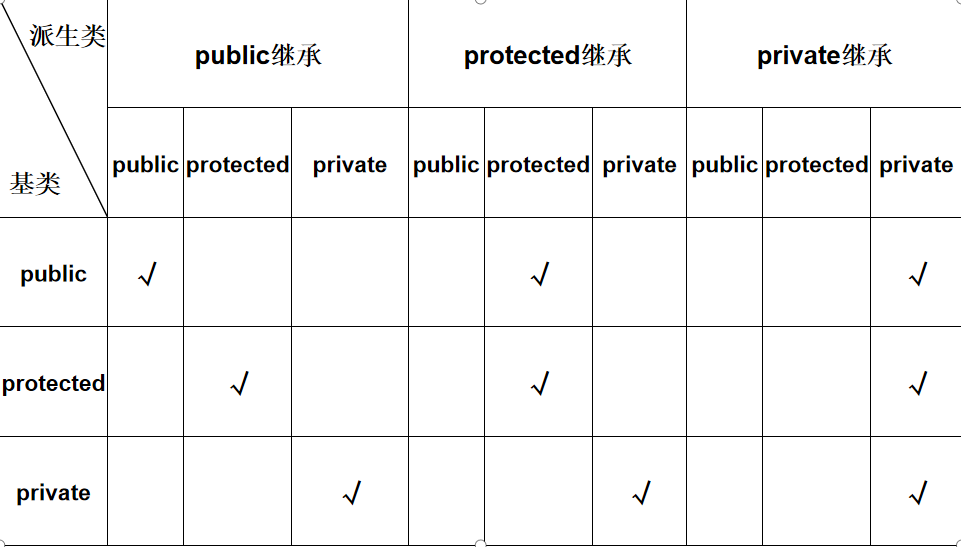 派生类
public继承 protected继承 private继承
基类
public protected private public protected private public protected private
public √ √ √
protected √ √ √
private √ √ √